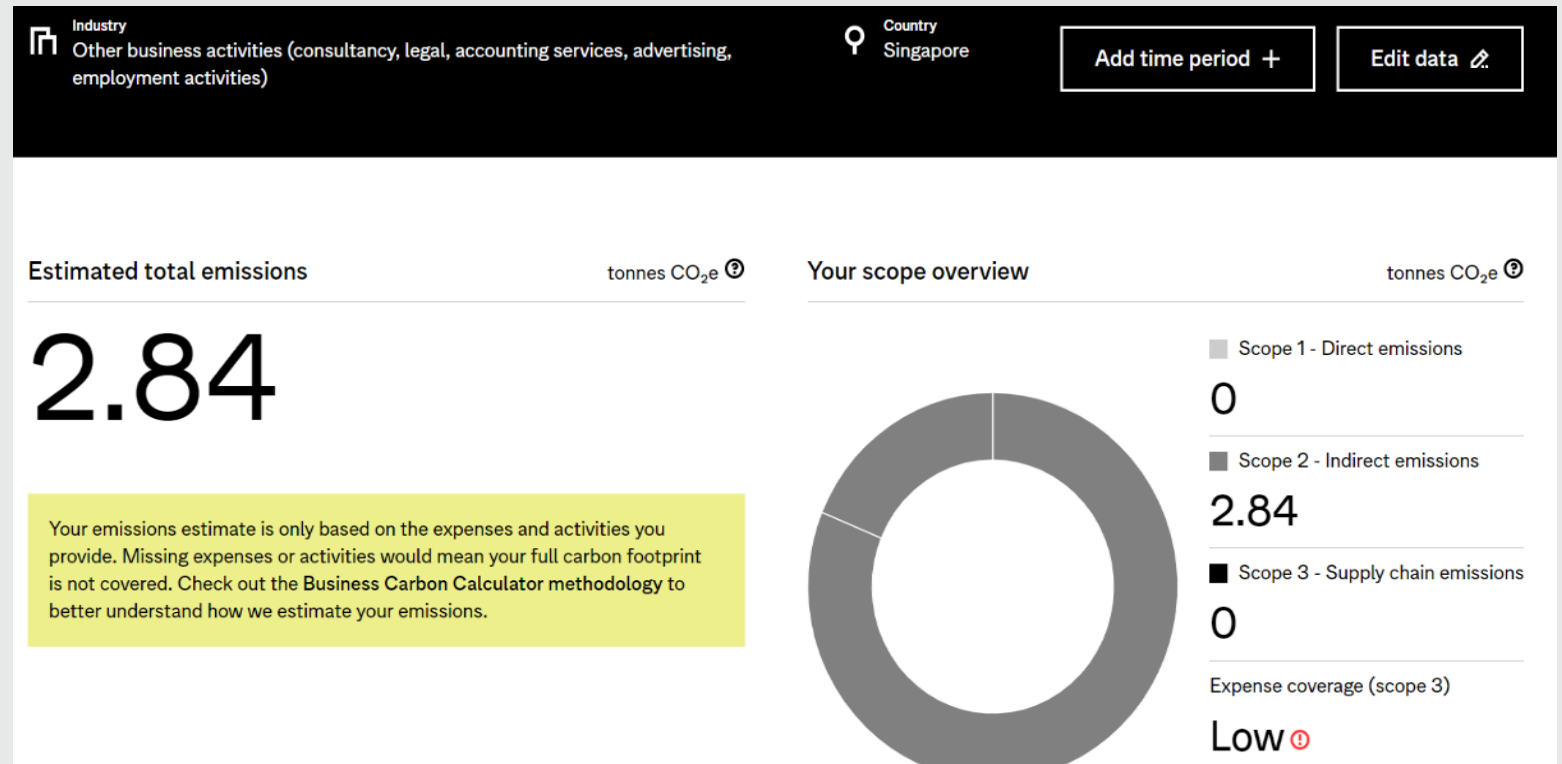 Industry
Other business activities (consultancy, legal, accounting services, advertising,
employment activities)
Country
Singapore
Add time period +
Edit data
Estimated total emissions
tonnes CO₂e
2.84
Your emissions estimate is only based on the expenses and activities you
provide. Missing expenses or activities would mean your full carbon footprint
is not covered. Check out the Business Carbon Calculator methodology to
better understand how we estimate your emissions.
Your scope overview
tonnes CO₂e
Scope 1 - Direct emissions
0
Scope 2 - Indirect emissions
2.84
Scope 3 - Supply chain emissions
0
Expense coverage (scope 3)
Low